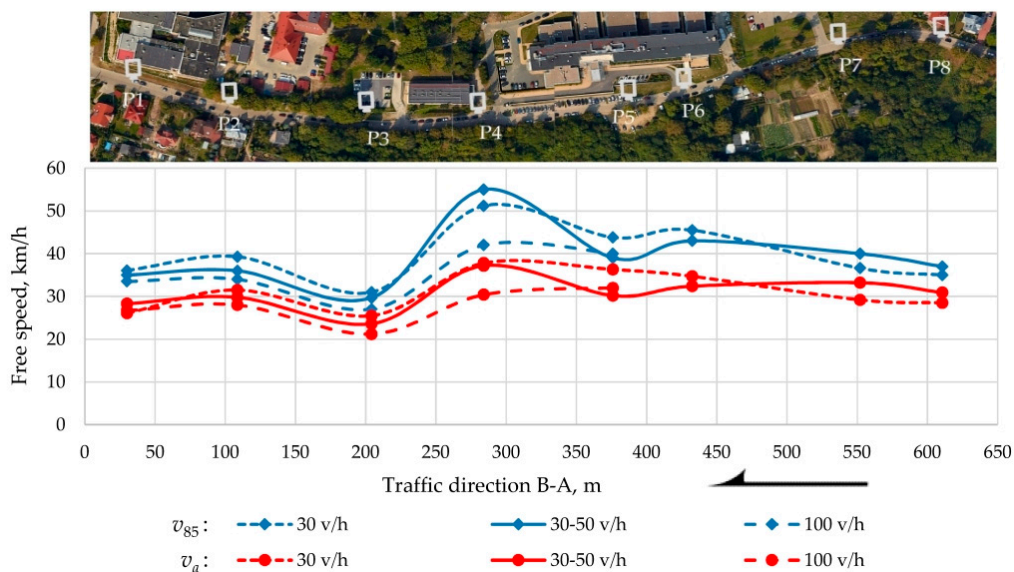 P1
P2
P3
P4
P5
P6
P7
P8
60
50
40
30
20
10
0
Free speed, km/h
0 50 100 150 200 250 300 350 400 450 500 550 600 650
Traffic direction B-A, m
v85: 30 v/h 30-50 v/h 100 v/h
va: 30 v/h 30-50 v/h 100 v/h